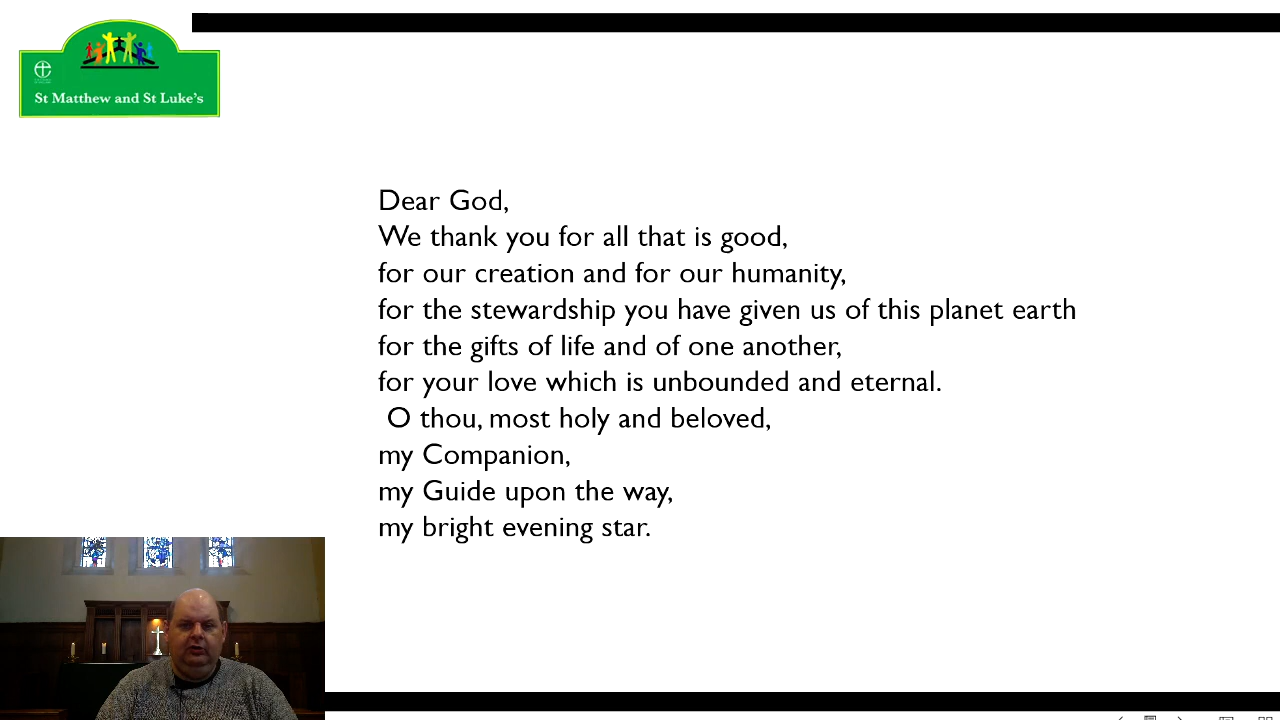 St Matthew and St Luke's
Dear God,
We thank you for all that is good,
for our creation and for our humanity,
for the stewardship you have given us of this planet earth
for the gifts of life and of one another,
for your love which is unbounded and eternal.
O thou, most holy and beloved,
my Companion,
my Guide upon the way,
my bright evening star.